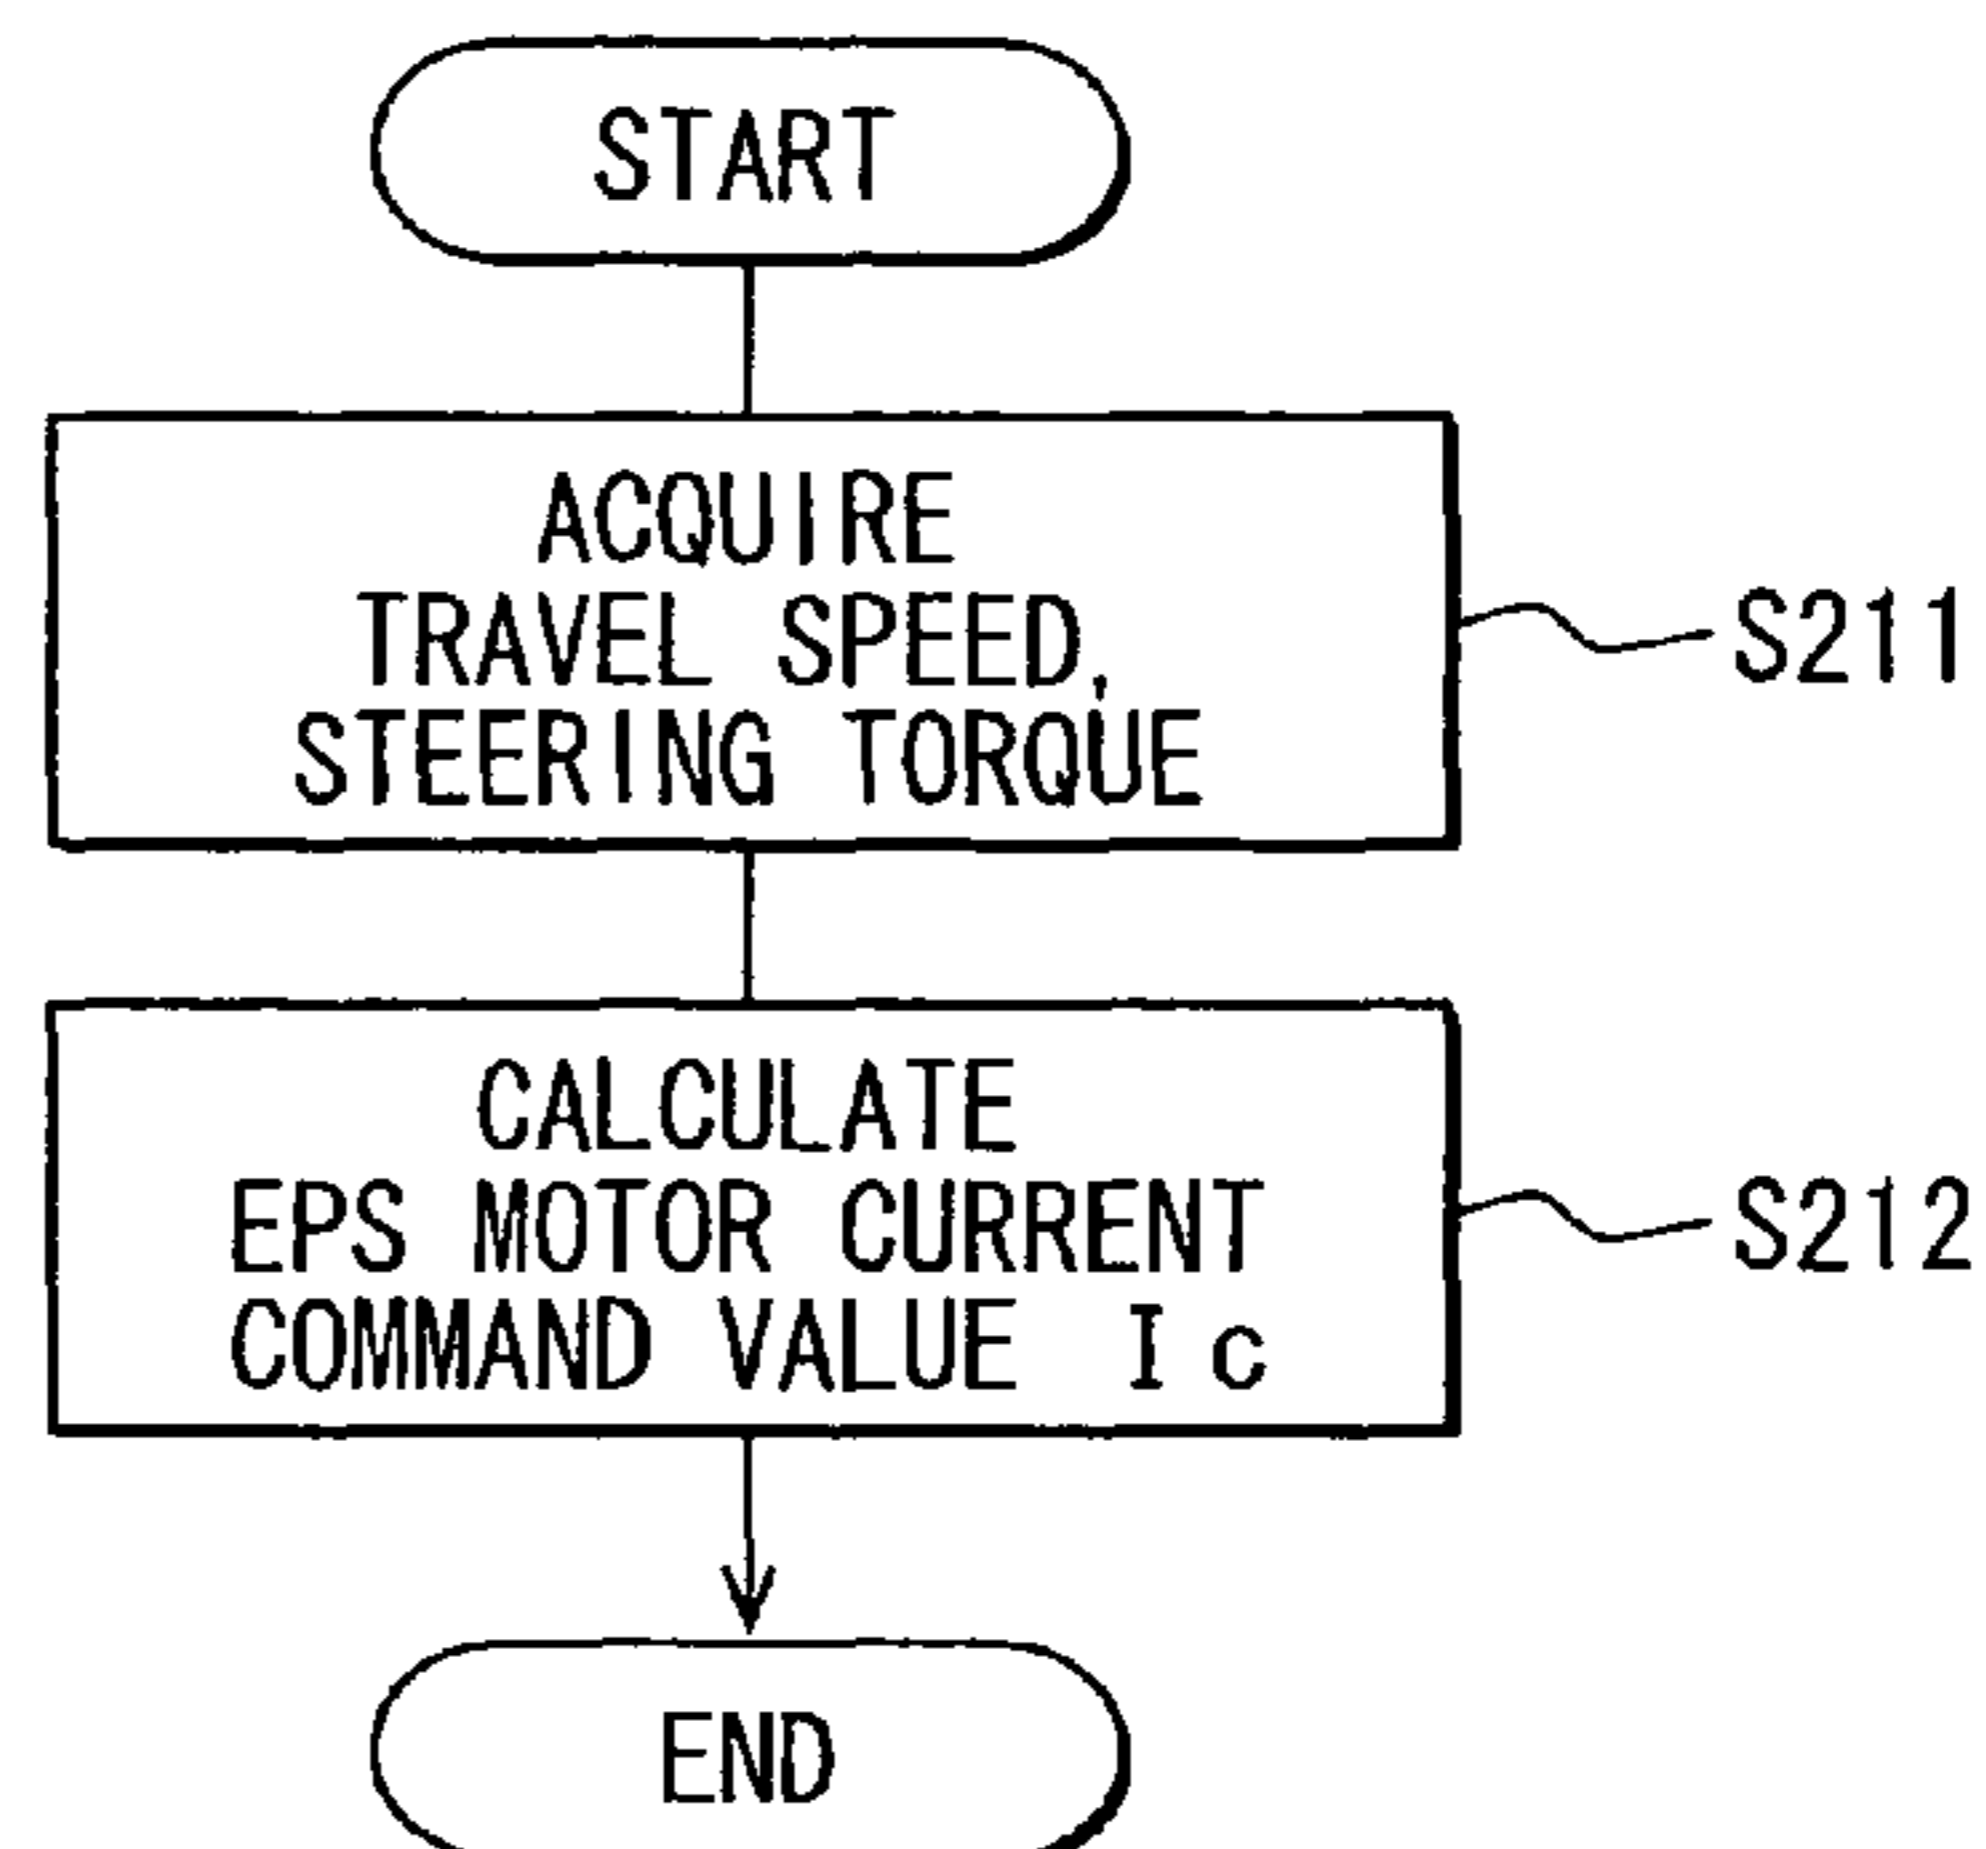 START
ACQUIRE
TRAVEL SPEED,
STEERING TORQUE
S211
CALCULATE
EPS MOTOR CURRENT
COMMAND VALUE Ic
S212
END